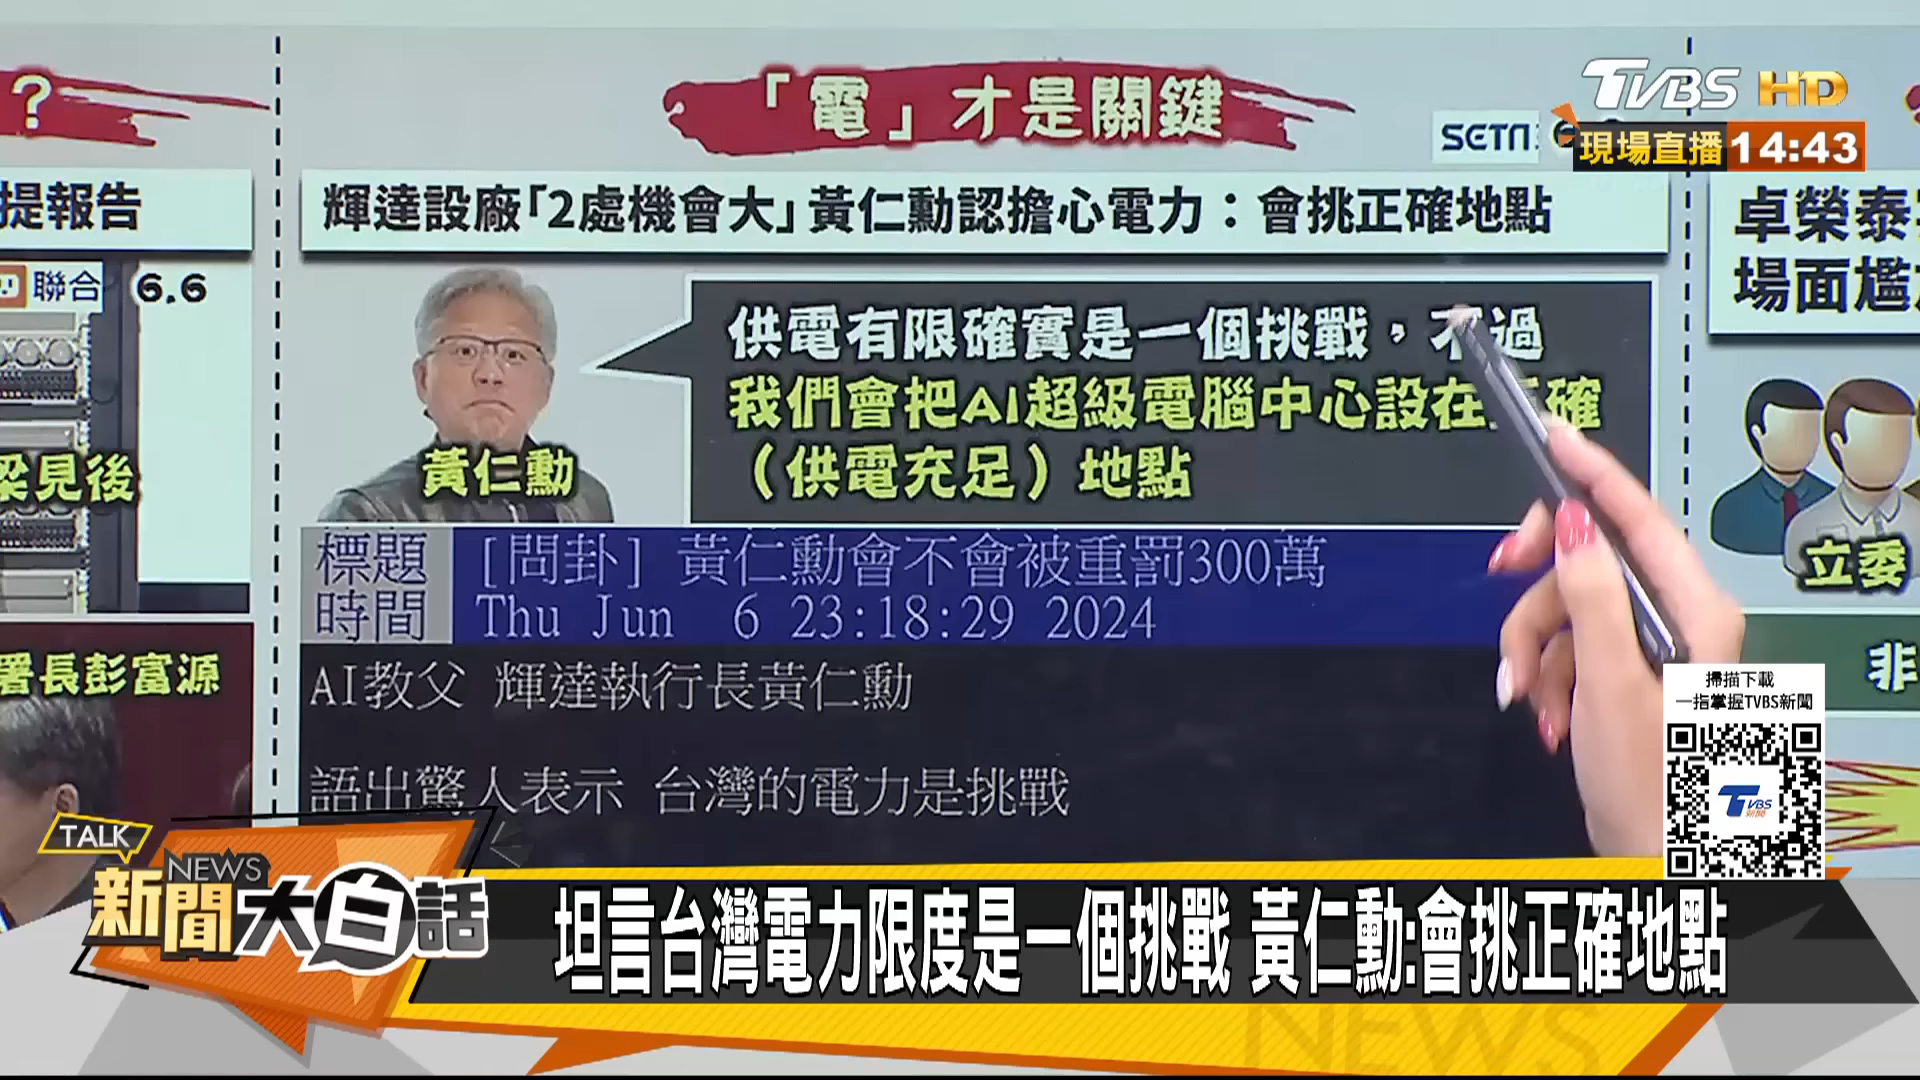 ?
提報告
聯合
6.6
梁見後
署長彭富源
「電」才是關鍵
SETN
輝達設廠「2處機會大」黃仁勳認擔心電力：會挑正確地點
供電有限確實是一個挑戰，不過
我們會把AI超級電腦中心設在正確
（供電充足）地點
黃仁勳
標題 [問卦] 黃仁勳會不會被重罰300萬
時間 Thu Jun 6 23:18:29 2024
AI教父 輝達執行長黃仁勳
語出驚人表示 台灣的電力是挑戰
TVBS HD
現場直播 14:43
卓榮泰
場面尷
立委
非
掃描下載
一指掌握TVBS新聞
TVBS
新聞
TALK
NEWS
新聞大白話
坦言台灣電力限度是一個挑戰 黃仁勳:會挑正確地點
NEWS